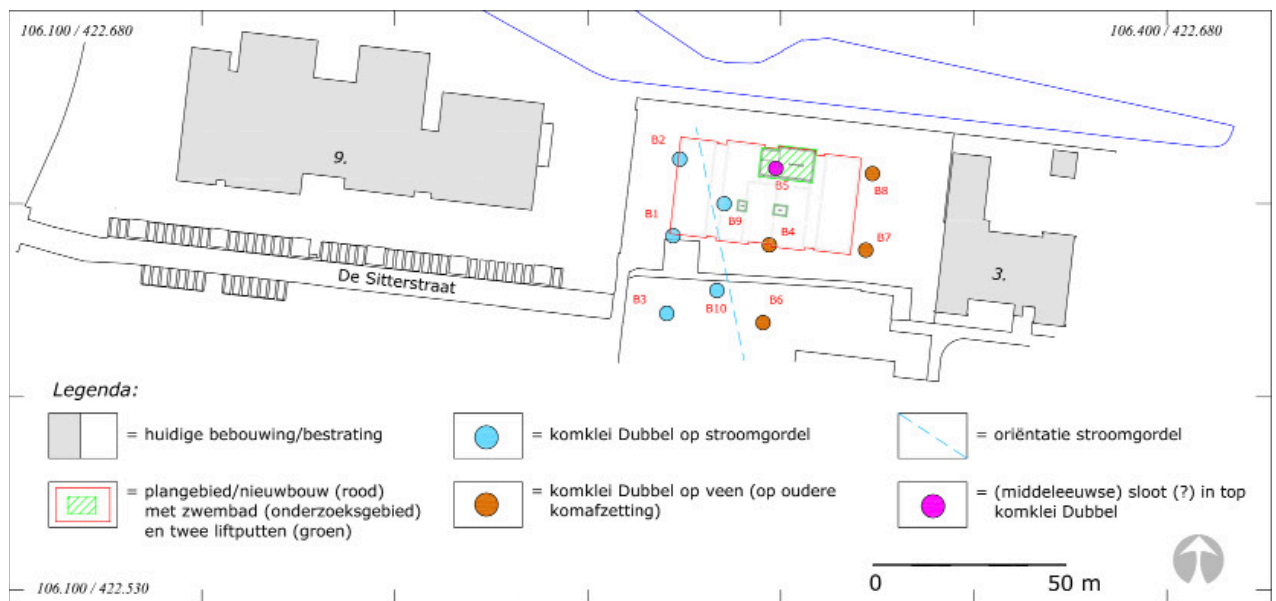 106.100 / 422.680
106.400 / 422.680
9.
B2
B5
B8
B9
B1
B4
B7
3.
De Sitterstraat
B3
B10
B6
Legenda:
= huidige bebouwing/bestrating
= komklei Dubbel op stroomgordel
= oriëntatie stroomgordel
= plangebied/nieuwbouw (rood)
met zwembad (onderzoeksgebied)
en twee liftputten (groen)
= komklei Dubbel op veen (op oudere
komafzetting)
= (middeleeuwse) sloot (?) in top
komklei Dubbel
0 50 m
106.100 / 422.530